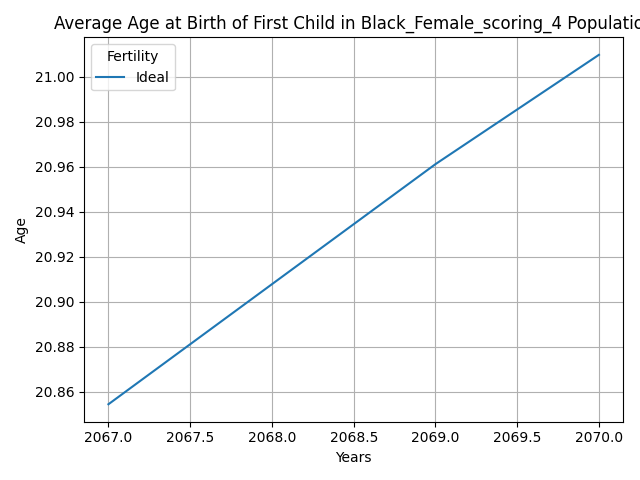 Average Age at Birth of First Child in Black_Female_scoring_4 Populatio
Fertility
Ideal
21.00
20.98
20.96
20.94
20.92
20.90
20.88
20.86
Age
2067.0 2067.5 2068.0 2068.5 2069.0 2069.5 2070.0
Years